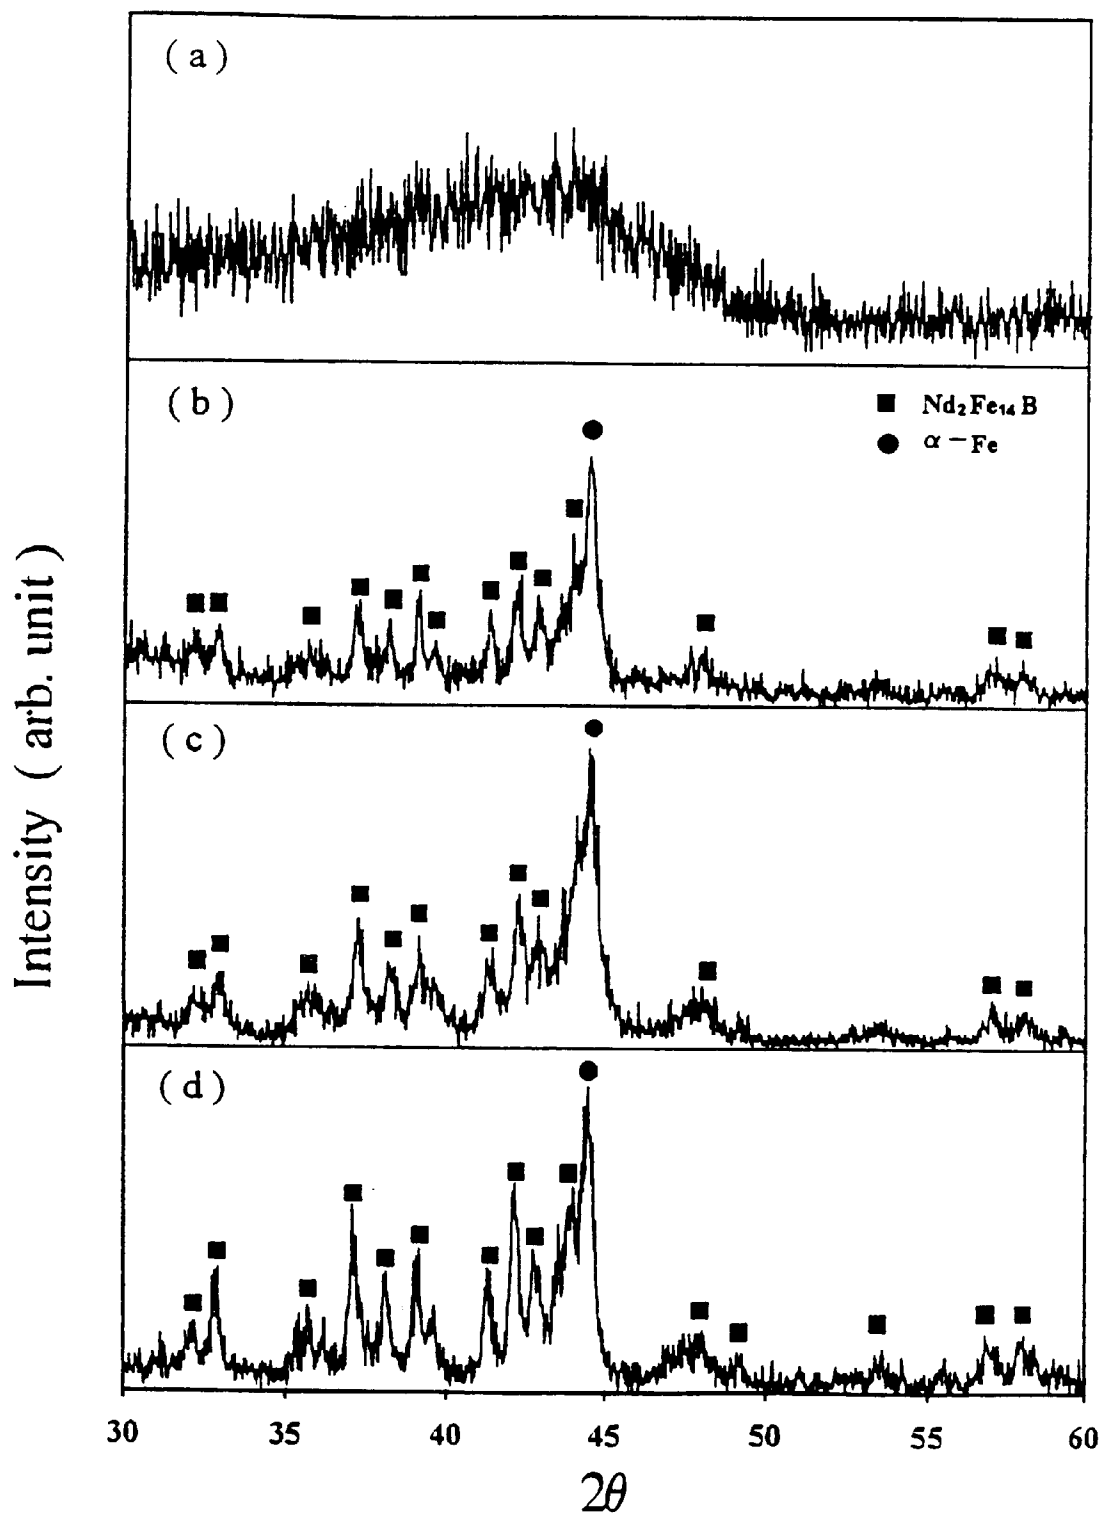 ( a )
( b )
■ Nd₂Fe₁₄B
● α－Fe
( c )
( d )
Intensity ( arb. unit )
30 35 40 45 50 55 60
2θ